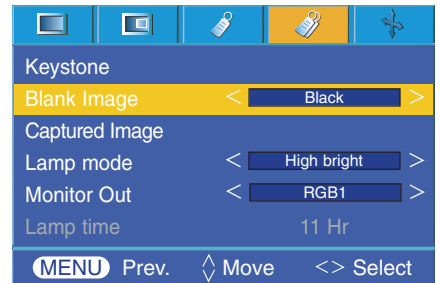 Keystone
Blank Image < Black >
Captured Image
Lamp mode < High bright >
Monitor Out < RGB1 >
Lamp time 11 Hr
MENU Prev. Move <> Select